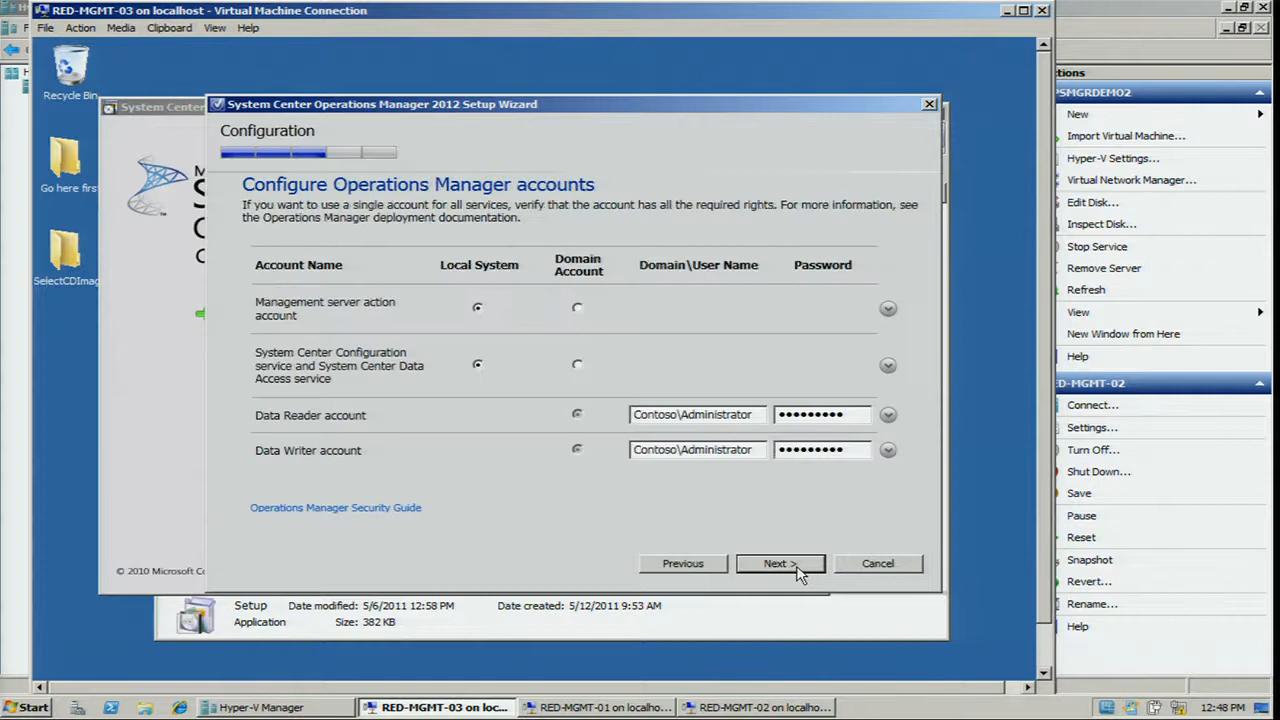 RED-MGMT-03 on localhost - Virtual Machine Connection
File Action Media Clipboard View Help
Recycle Bin
Go here first
SelectCDImag
System Center
System Center Operations Manager 2012 Setup Wizard
Configuration
Configure Operations Manager accounts
If you want to use a single account for all services, verify that the account has all the required rights. For more information, see
the Operations Manager deployment documentation.
Account Name Local System Domain Account Domain\User Name Password
Management server action
account
System Center Configuration
service and System Center Data
Access service
Data Reader account Contoso\Administrator •••••••••
Data Writer account Contoso\Administrator •••••••••
Operations Manager Security Guide
Previous Next > Cancel
© 2010 Microsoft Co
Setup Date modified: 5/6/2011 12:58 PM Date created: 5/12/2011 9:53 AM
Application Size: 382 KB
ctions
PSMGRDEMO2
New
Import Virtual Machine...
Hyper-V Settings...
Virtual Network Manager...
Edit Disk...
Inspect Disk...
Stop Service
Remove Server
Refresh
View
New Window from Here
Help
ED-MGMT-02
Connect...
Settings...
Turn Off...
Shut Down...
Save
Pause
Reset
Snapshot
Revert...
Rename...
Help
Start Hyper-V Manager RED-MGMT-03 on loc... RED-MGMT-01 on localho... RED-MGMT-02 on localho... 12:48 PM